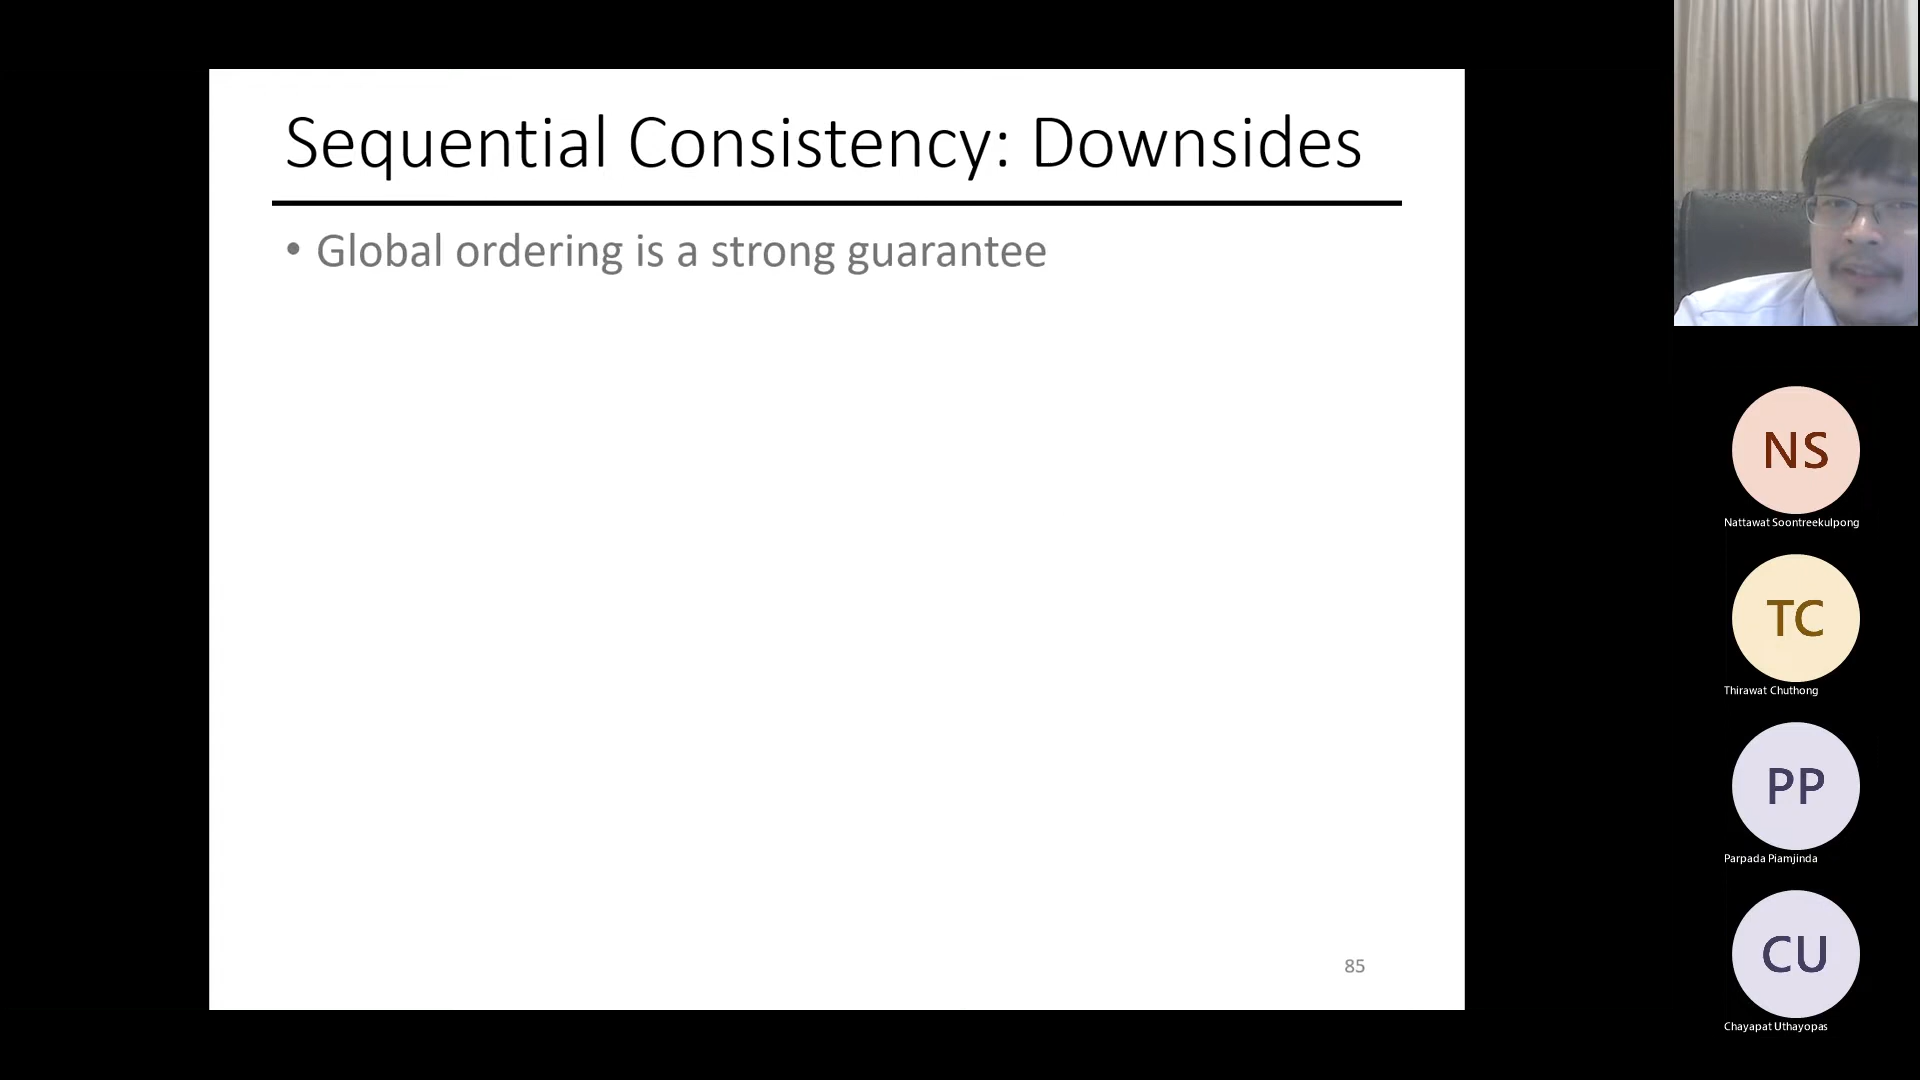 Sequential Consistency: Downsides
• Global ordering is a strong guarantee
85
NS
Nattawat Soontreekulpong
TC
Thirawat Chuthong
PP
Parpada Piamjinda
CU
Chayapat Uthayopas